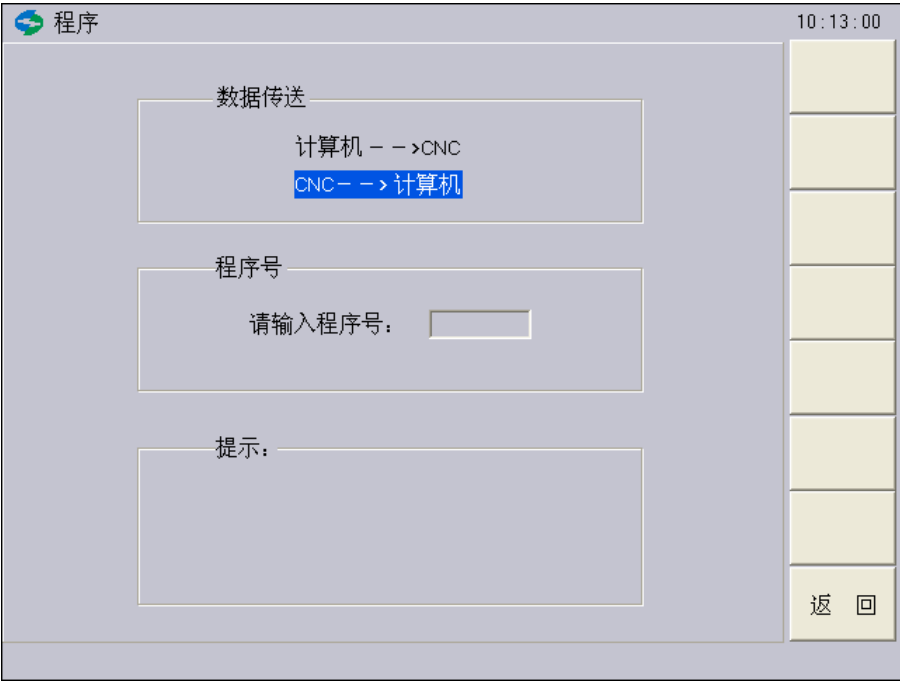 程序
10:13:00
数据传送
计算机-->CNC
CNC-->计算机
程序号
请输入程序号：
提示：
返 回